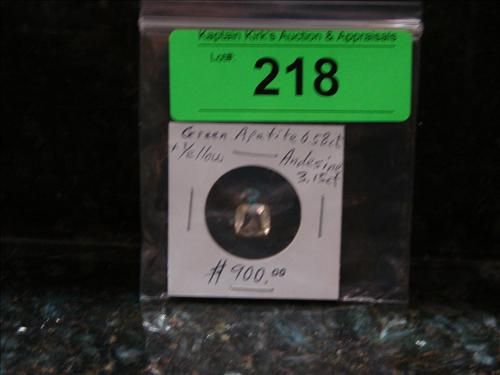 Kaptain Kirk's Auction & Appraisals
Lot#:
218
Green Apatite 0.58ct
+ Yellow Andesine
3.15ct
# 900.00